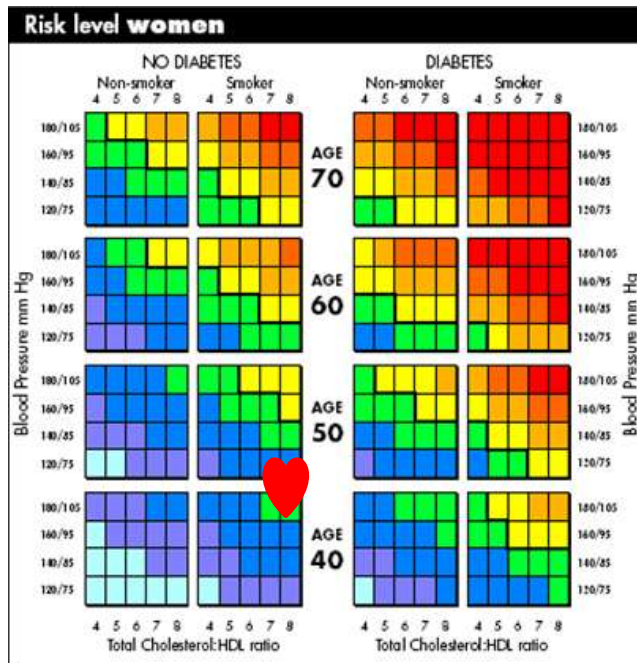 Risk level women
NO DIABETES DIABETES
Non-smoker Smoker Non-smoker Smoker
4 5 6 7 8 4 5 6 7 8 4 5 6 7 8 4 5 6 7 8
180/105 180/105
160/95 AGE 160/95
140/85 70 140/85
120/75 120/75
Blood Pressure mm Hg Blood Pressure mm Hg
180/105 180/105
160/95 AGE 160/95
140/85 60 140/85
120/75 120/75
180/105 180/105
160/95 AGE 160/95
140/85 50 140/85
120/75 120/75
180/105 180/105
160/95 AGE 160/95
140/85 40 140/85
120/75 120/75
4 5 6 7 8 4 5 6 7 8 4 5 6 7 8 4 5 6 7 8
Total Cholesterol:HDL ratio Total Cholesterol:HDL ratio